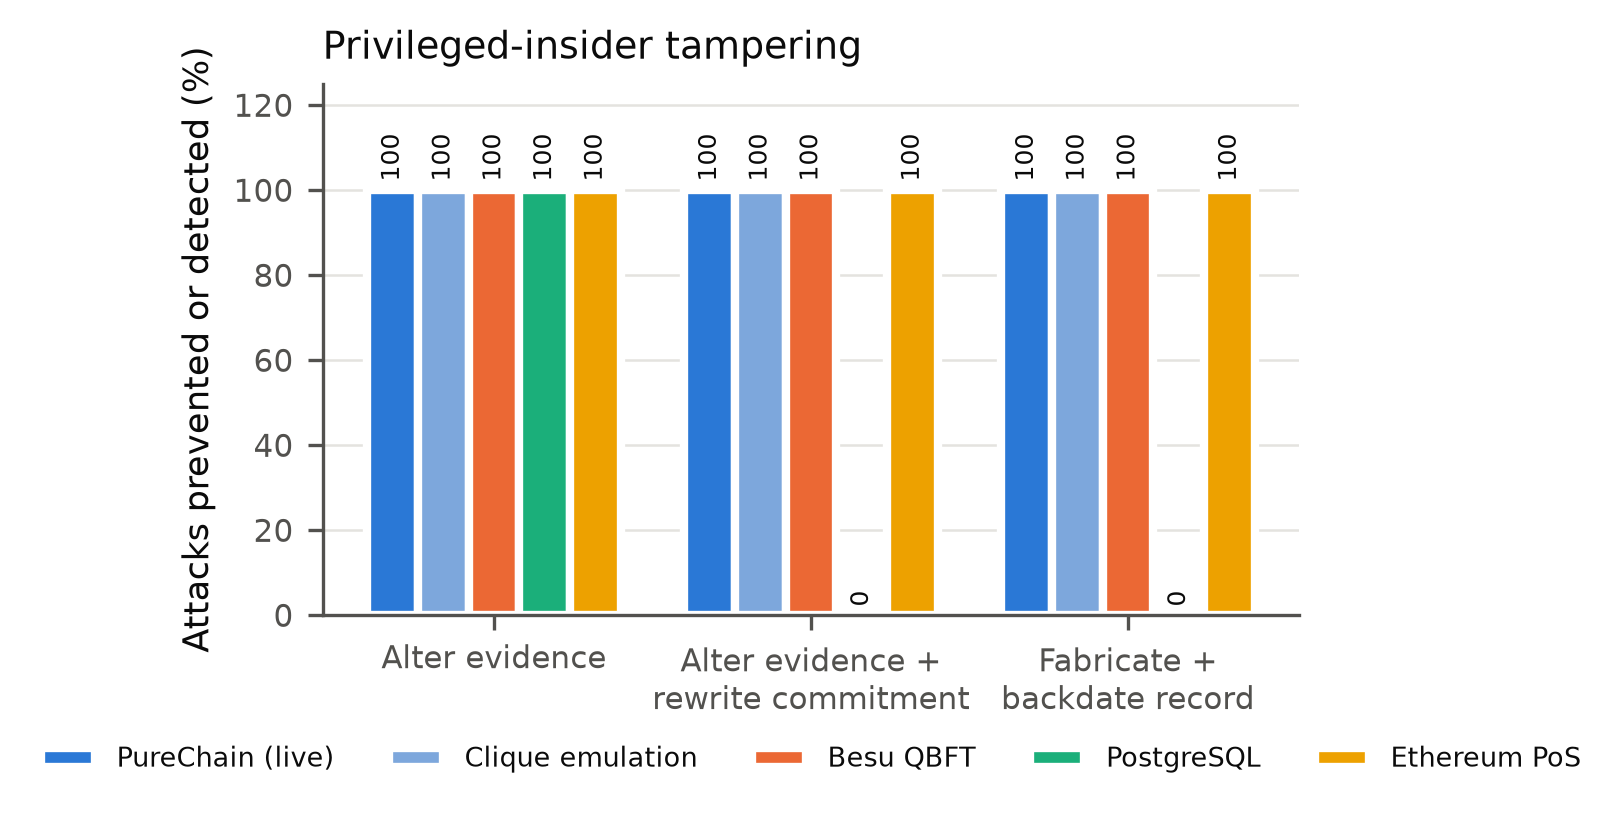 Privileged-insider tampering
Attacks prevented or detected (%)
120
100
80
60
40
20
0
100 100 100 100 100
100 100 100 0 100
100 100 100 0 100
Alter evidence
Alter evidence +
rewrite commitment
Fabricate +
backdate record
PureChain (live) Clique emulation Besu QBFT PostgreSQL Ethereum PoS